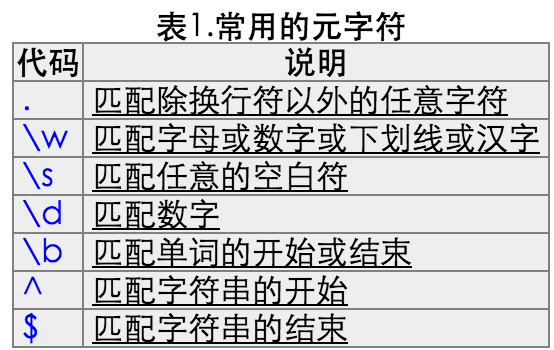 表1.常用的元字符
代码 说明
. 匹配除换行符以外的任意字符
\w 匹配字母或数字或下划线或汉字
\s 匹配任意的空白符
\d 匹配数字
\b 匹配单词的开始或结束
^ 匹配字符串的开始
$ 匹配字符串的结束